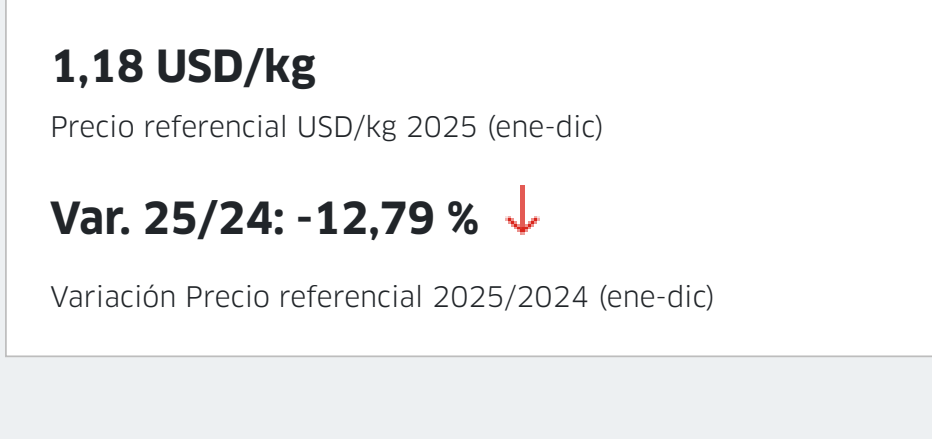 1,18 USD/kg
Precio referencial USD/kg 2025 (ene-dic)
Var. 25/24: -12,79 %
Variación Precio referencial 2025/2024 (ene-dic)